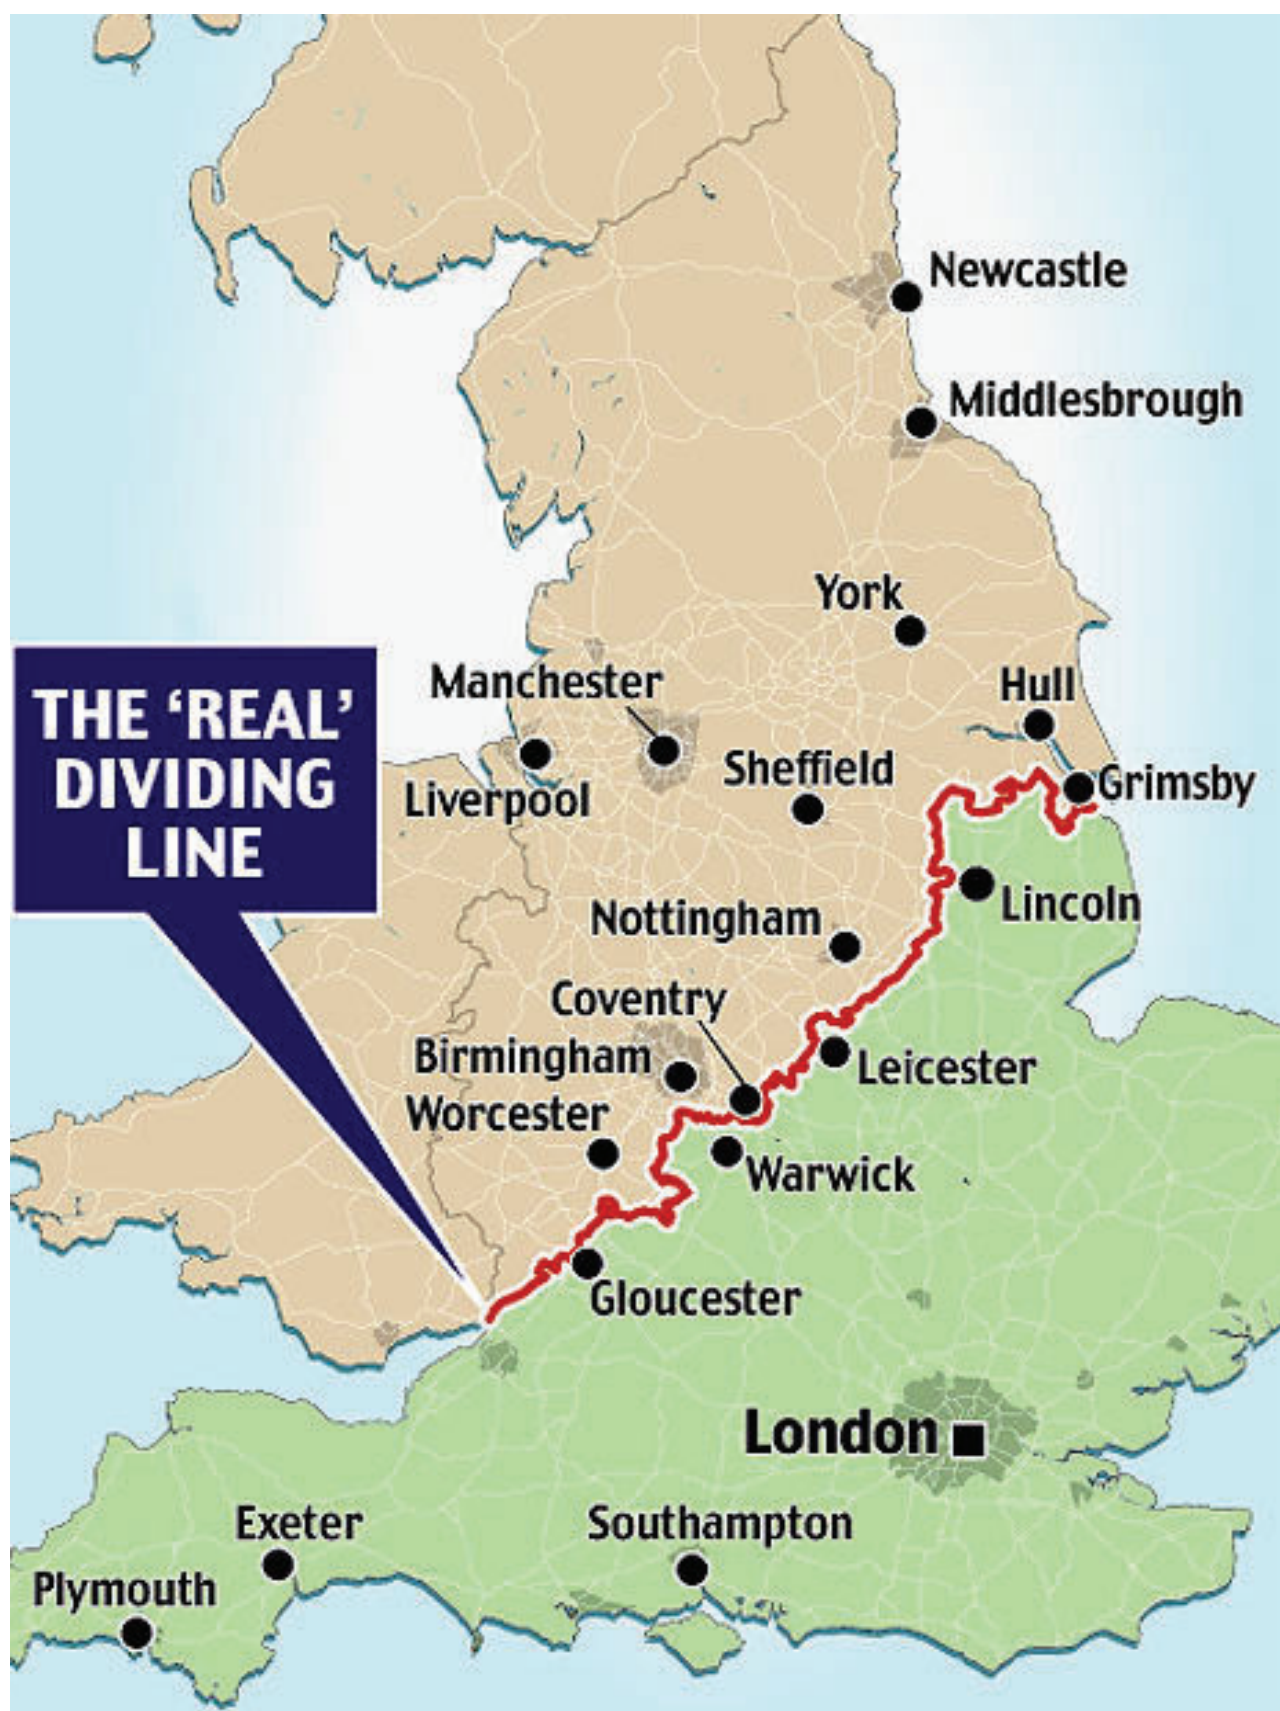 Newcastle
Middlesbrough
York
THE ‘REAL’
DIVIDING
LINE
Manchester
Hull
Sheffield
Grimsby
Liverpool
Lincoln
Nottingham
Coventry
Birmingham
Leicester
Worcester
Warwick
Gloucester
London
Exeter
Southampton
Plymouth